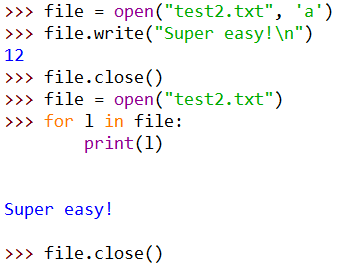 >>> file = open("test2.txt", 'a')
>>> file.write("Super easy!\n")
12
>>> file.close()
>>> file = open("test2.txt")
>>> for l in file:
        print(l)
Super easy!
>>> file.close()